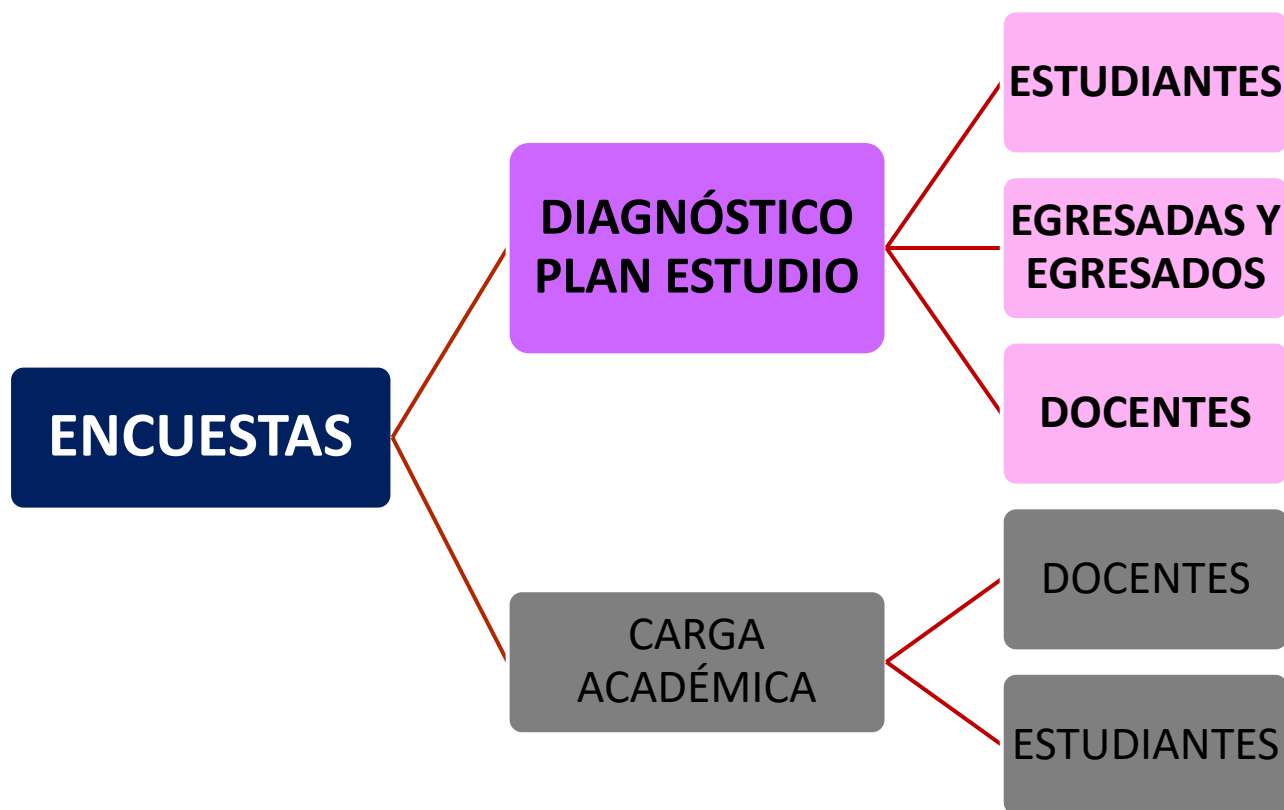 ENCUESTAS
DIAGNÓSTICO
PLAN ESTUDIO
ESTUDIANTES
EGRESADAS Y
EGRESADOS
DOCENTES
CARGA
ACADÉMICA
DOCENTES
ESTUDIANTES